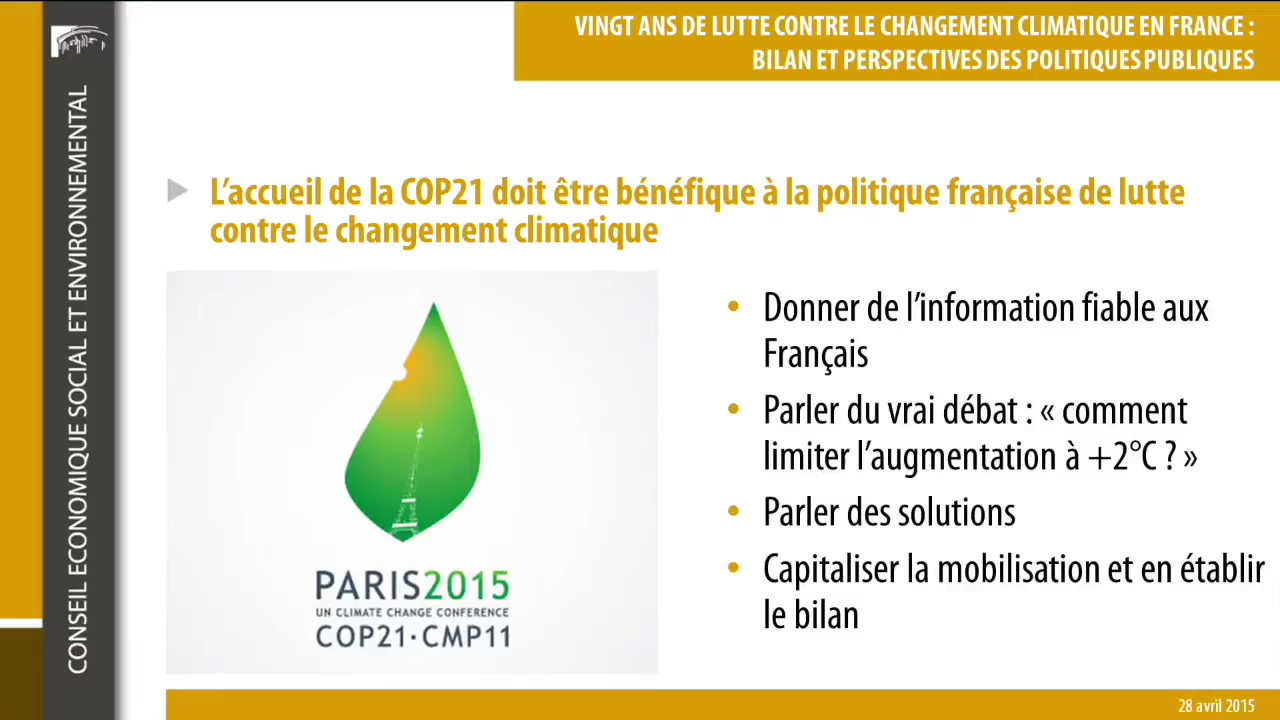 VINGT ANS DE LUTTE CONTRE LE CHANGEMENT CLIMATIQUE EN FRANCE :
BILAN ET PERSPECTIVES DES POLITIQUES PUBLIQUES
CONSEIL ECONOMIQUE SOCIAL ET ENVIRONNEMENTAL
L’accueil de la COP21 doit être bénéfique à la politique française de lutte
contre le changement climatique
PARIS2015
UN CLIMATE CHANGE CONFERENCE
COP21·CMP11
• Donner de l’information fiable aux
Français
• Parler du vrai débat : « comment
limiter l’augmentation à +2°C ? »
• Parler des solutions
• Capitaliser la mobilisation et en établir
le bilan
28 avril 2015